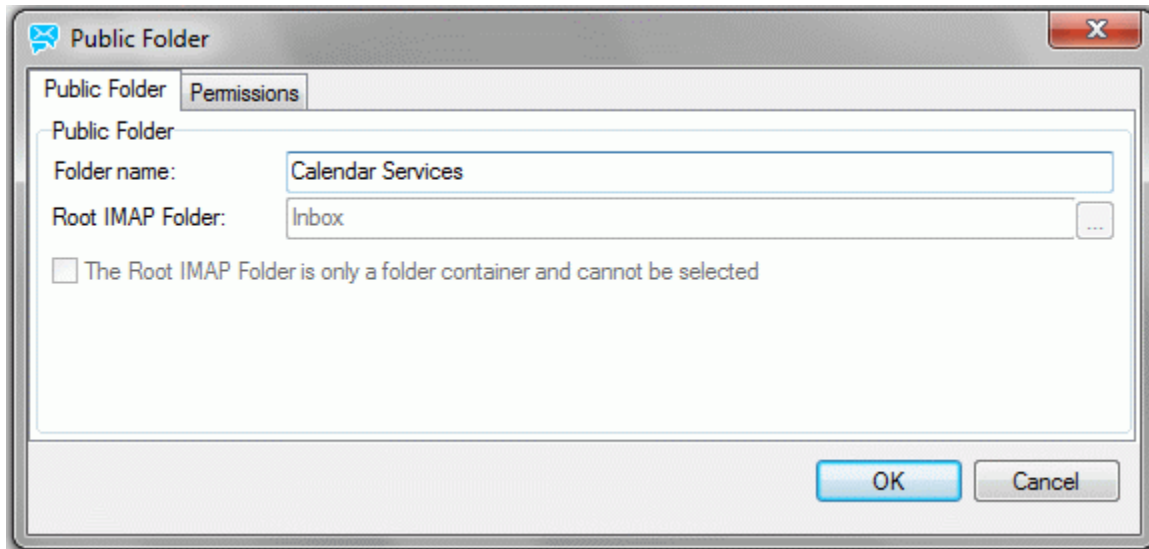 Public Folder
Public Folder Permissions
Public Folder
Folder name: Calendar Services
Root IMAP Folder: Inbox ...
The Root IMAP Folder is only a folder container and cannot be selected
OK Cancel